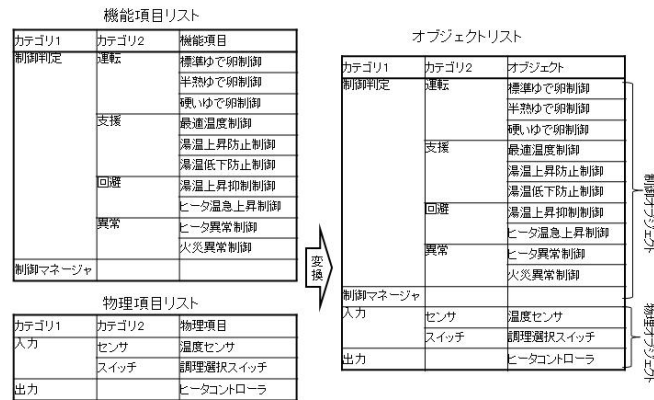 機能項目リスト
カテゴリ1 カテゴリ2 機能項目
制御判定 運転 標準ゆで卵制御
半熟ゆで卵制御
硬いゆで卵制御
支援 最適温度制御
湯温上昇防止制御
湯温低下防止制御
回避 湯温上昇抑制制御
ヒータ温急上昇制御
異常 ヒータ異常制御
火災異常制御
制御マネージャ
物理項目リスト
カテゴリ1 カテゴリ2 物理項目
入力 センサ 温度センサ
スイッチ 調理選択スイッチ
出力 ヒータコントローラ
変換
オブジェクトリスト
カテゴリ1 カテゴリ2 オブジェクト
制御判定 運転 標準ゆで卵制御
半熟ゆで卵制御
硬いゆで卵制御
支援 最適温度制御
湯温上昇防止制御
湯温低下防止制御
回避 湯温上昇抑制制御
ヒータ温急上昇制御
異常 ヒータ異常制御
火災異常制御
制御マネージャ
入力 センサ 温度センサ
スイッチ 調理選択スイッチ
出力 ヒータコントローラ
制御オブジェクト
物理オブジェクト